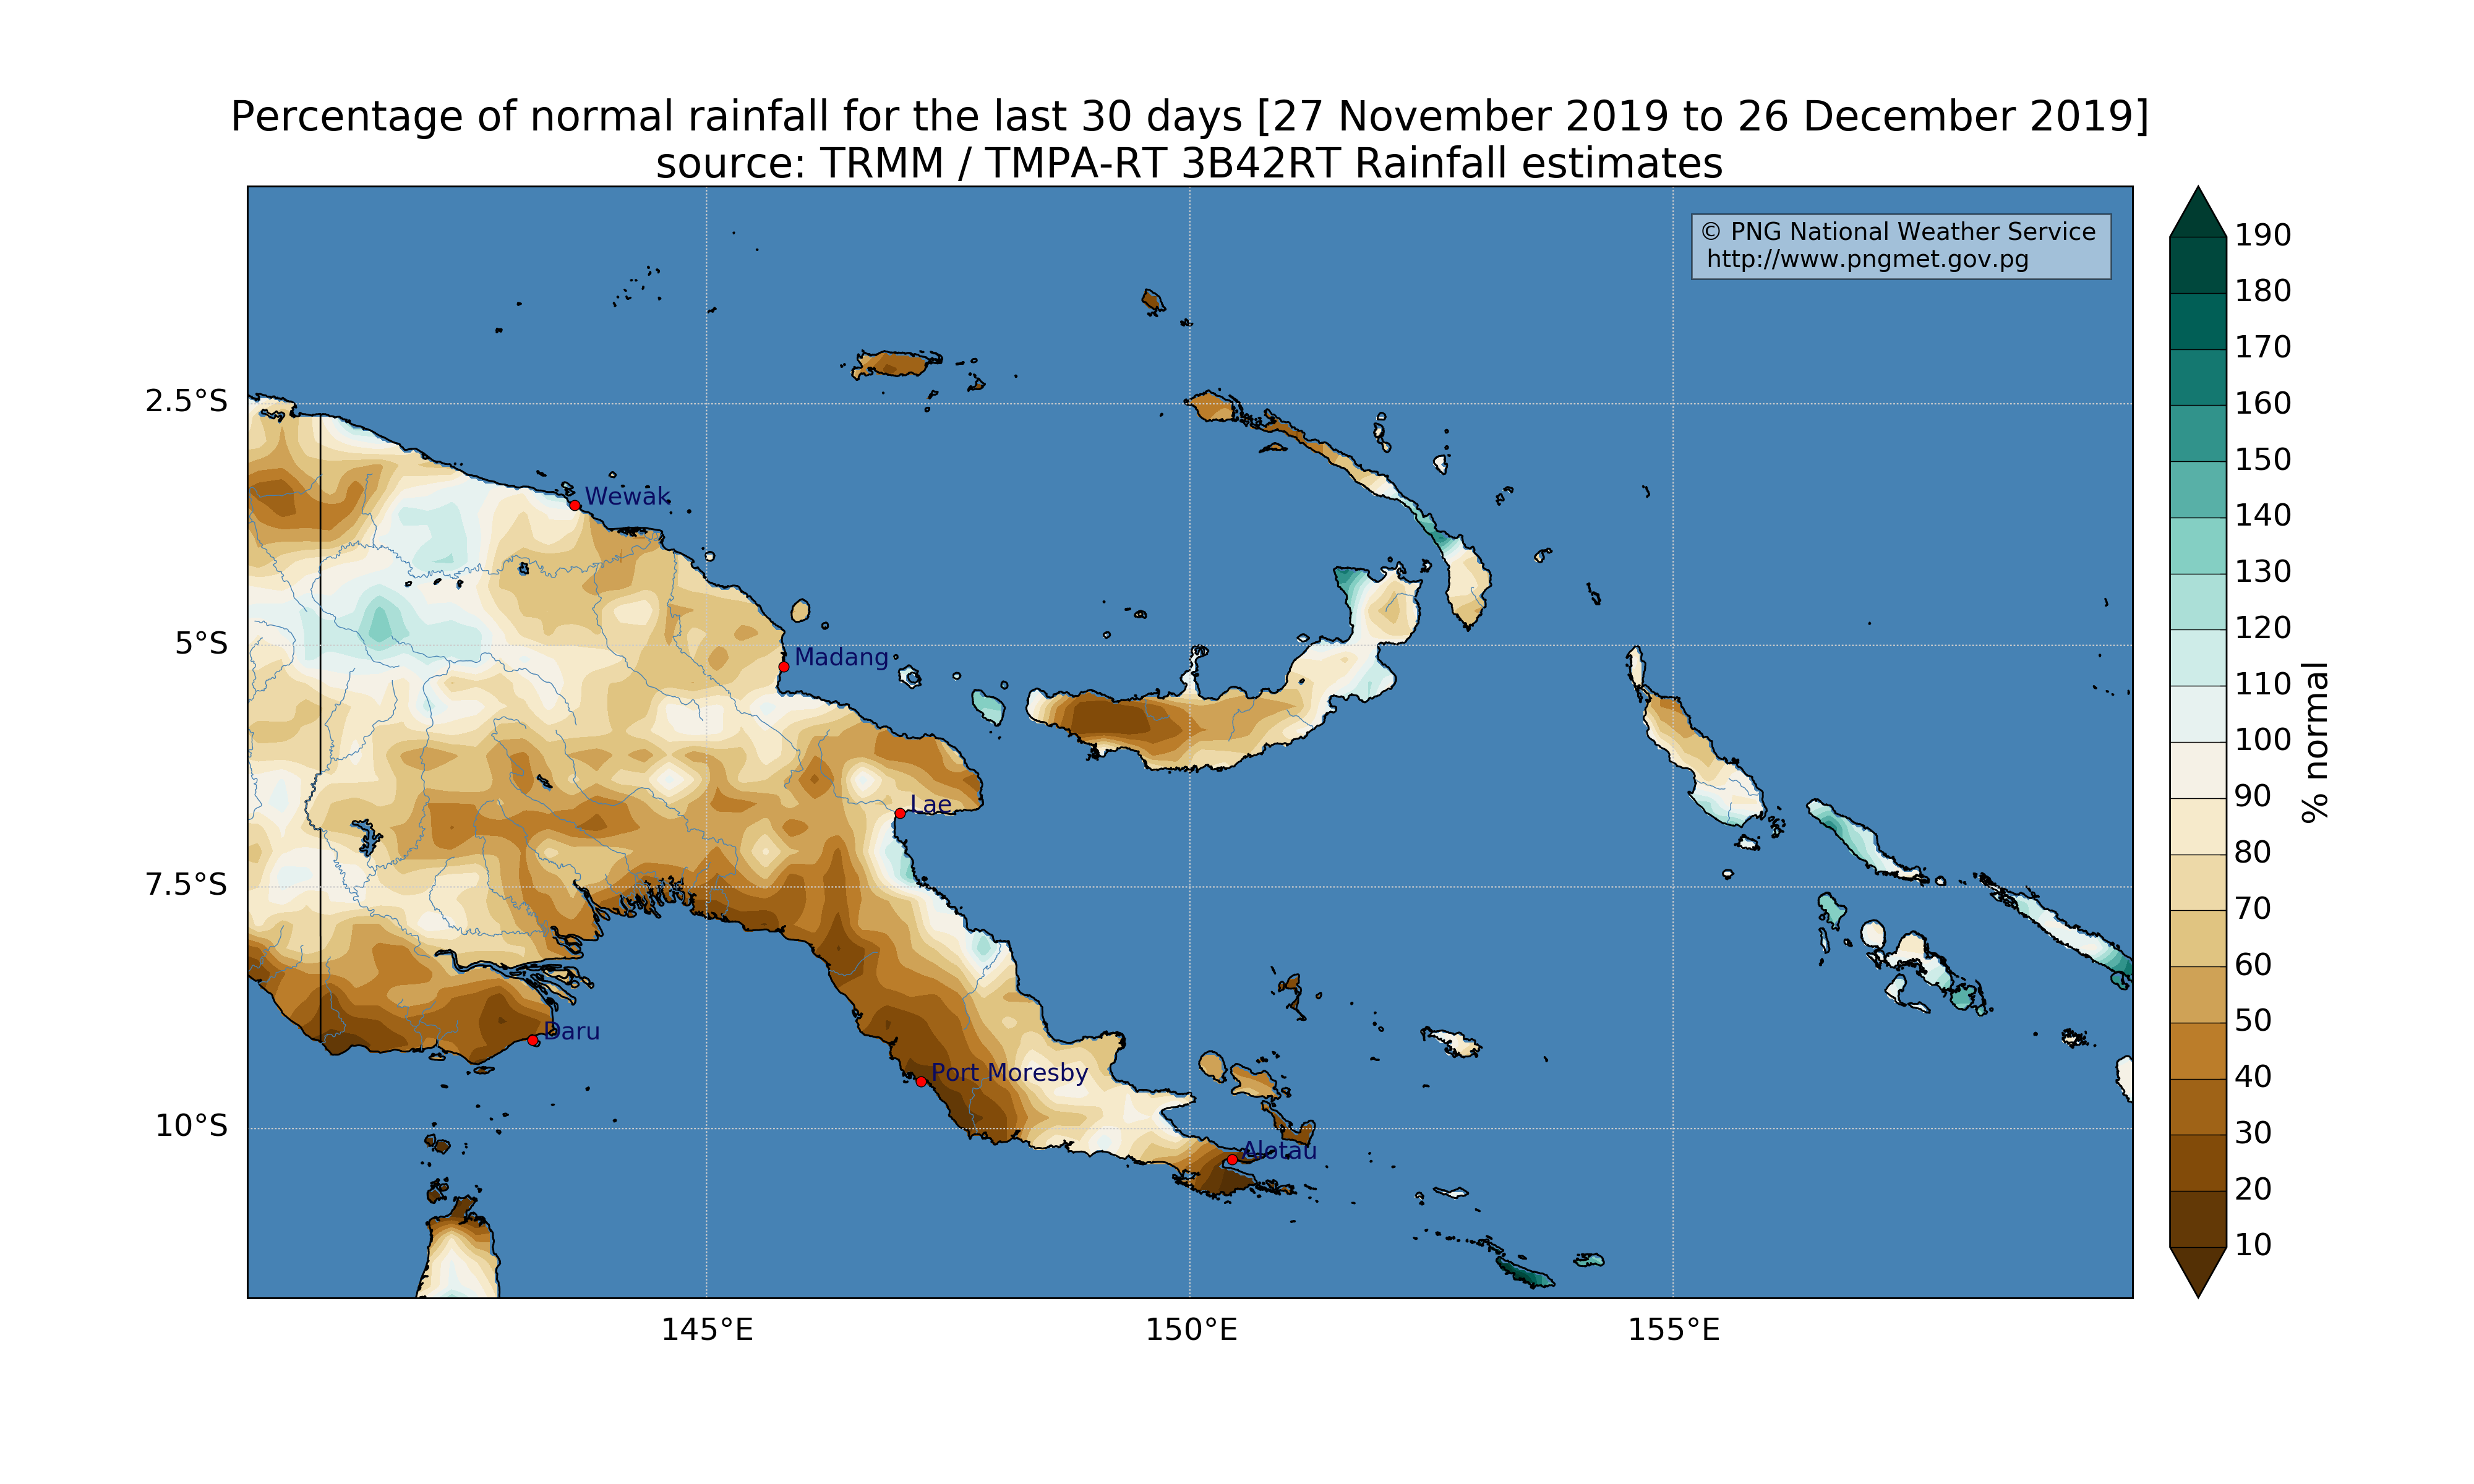 Percentage of normal rainfall for the last 30 days [27 November 2019 to 26 December 2019]
source: TRMM / TMPA-RT 3B42RT Rainfall estimates
© PNG National Weather Service
http://www.pngmet.gov.pg
190
180
170
160
150
140
130
120
110
100
90
80
70
60
50
40
30
20
10
% normal
2.5°S
5°S
7.5°S
10°S
Wewak
Madang
Lae
Daru
Port Moresby
Alotau
145°E
150°E
155°E